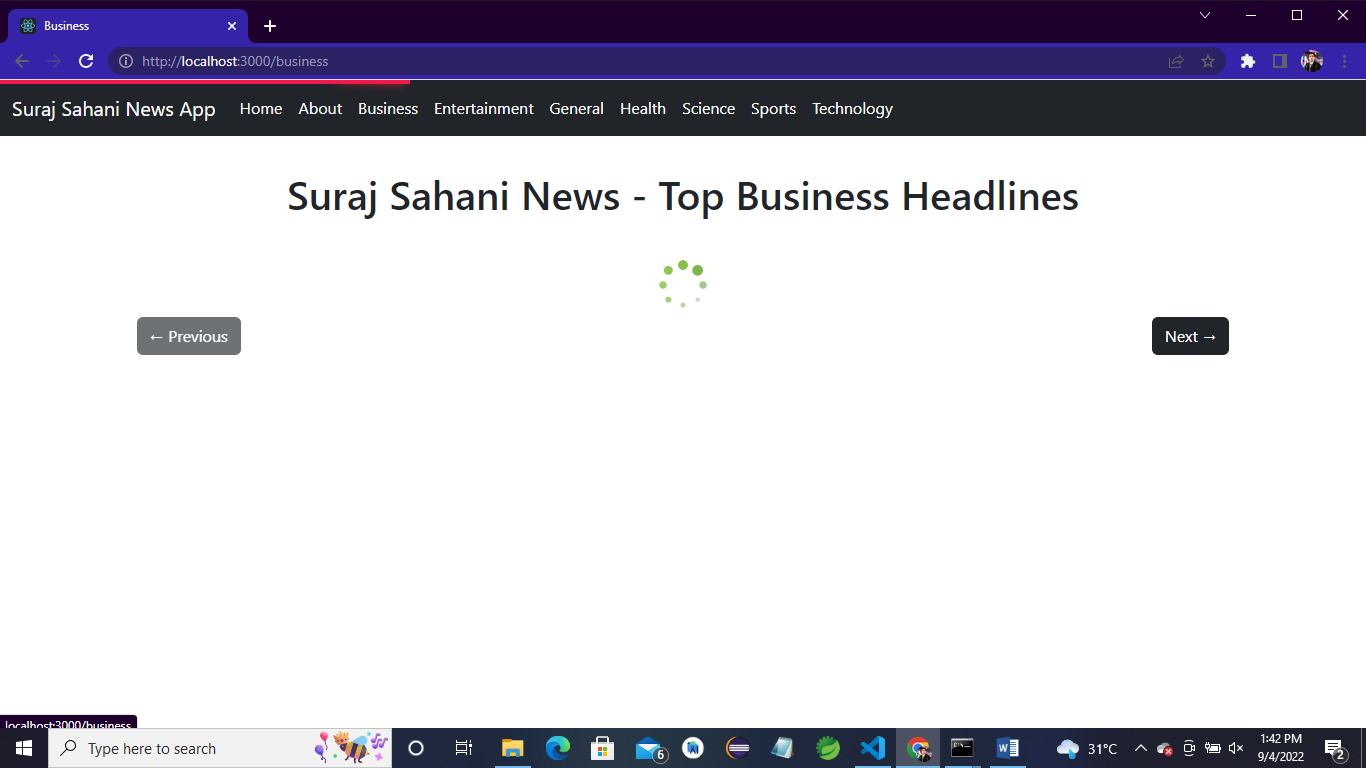 Business
http://localhost:3000/business
Suraj Sahani News App Home About Business Entertainment General Health Science Sports Technology
Suraj Sahani News - Top Business Headlines
← Previous Next →
localhost:3000/business
Type here to search 6 31°C 1:42 PM
9/4/2022 2